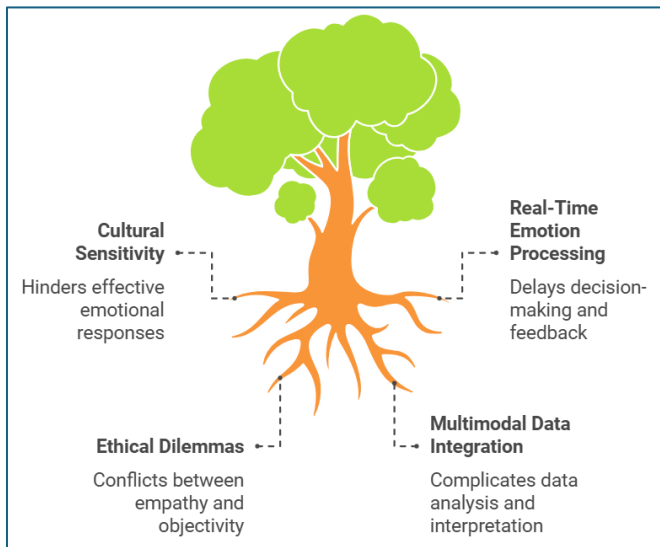 Cultural
Sensitivity
Hinders effective
emotional
responses
Real-Time
Emotion
Processing
Delays decision-
making and
feedback
Ethical Dilemmas
Conflicts between
empathy and
objectivity
Multimodal Data
Integration
Complicates data
analysis and
interpretation